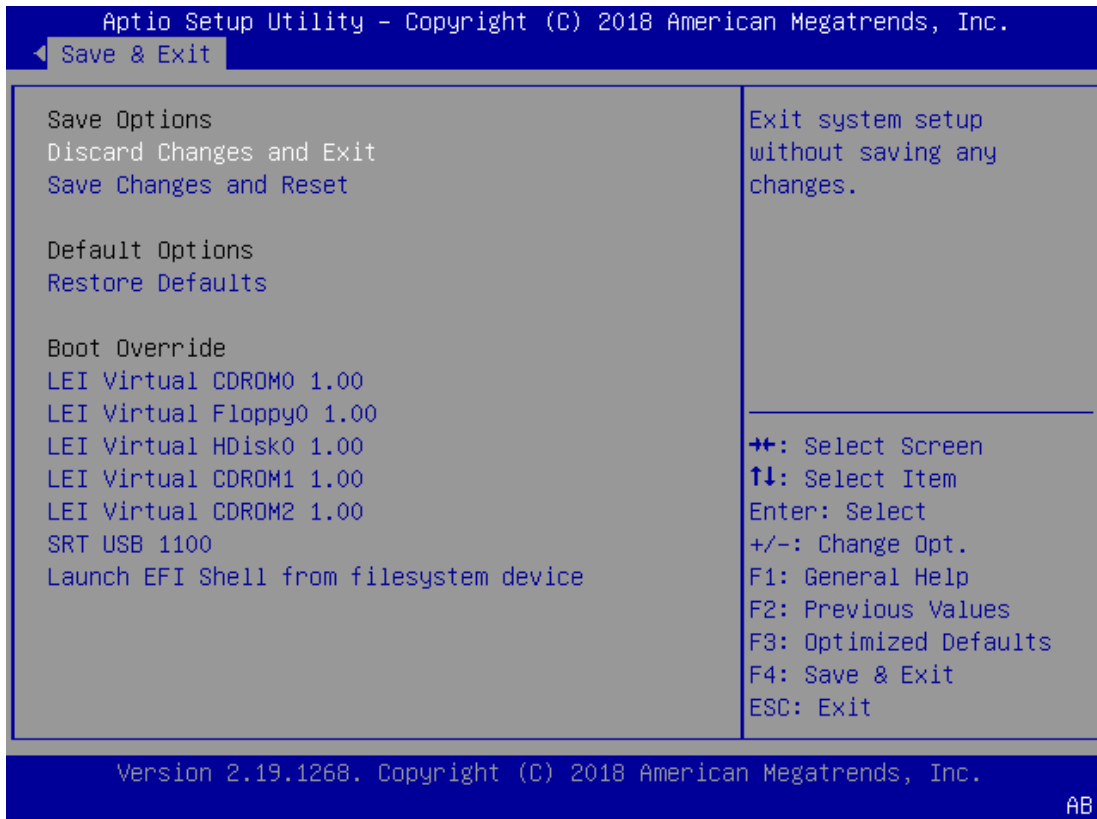 Aptio Setup Utility – Copyright (C) 2018 American Megatrends, Inc.
Save & Exit
Save Options
Discard Changes and Exit
Save Changes and Reset
Default Options
Restore Defaults
Boot Override
LEI Virtual CDROM0 1.00
LEI Virtual Floppy0 1.00
LEI Virtual HDisk0 1.00
LEI Virtual CDROM1 1.00
LEI Virtual CDROM2 1.00
SRT USB 1100
Launch EFI Shell from filesystem device
Exit system setup
without saving any
changes.
→←: Select Screen
↑↓: Select Item
Enter: Select
+/-: Change Opt.
F1: General Help
F2: Previous Values
F3: Optimized Defaults
F4: Save & Exit
ESC: Exit
Version 2.19.1268. Copyright (C) 2018 American Megatrends, Inc.
AB